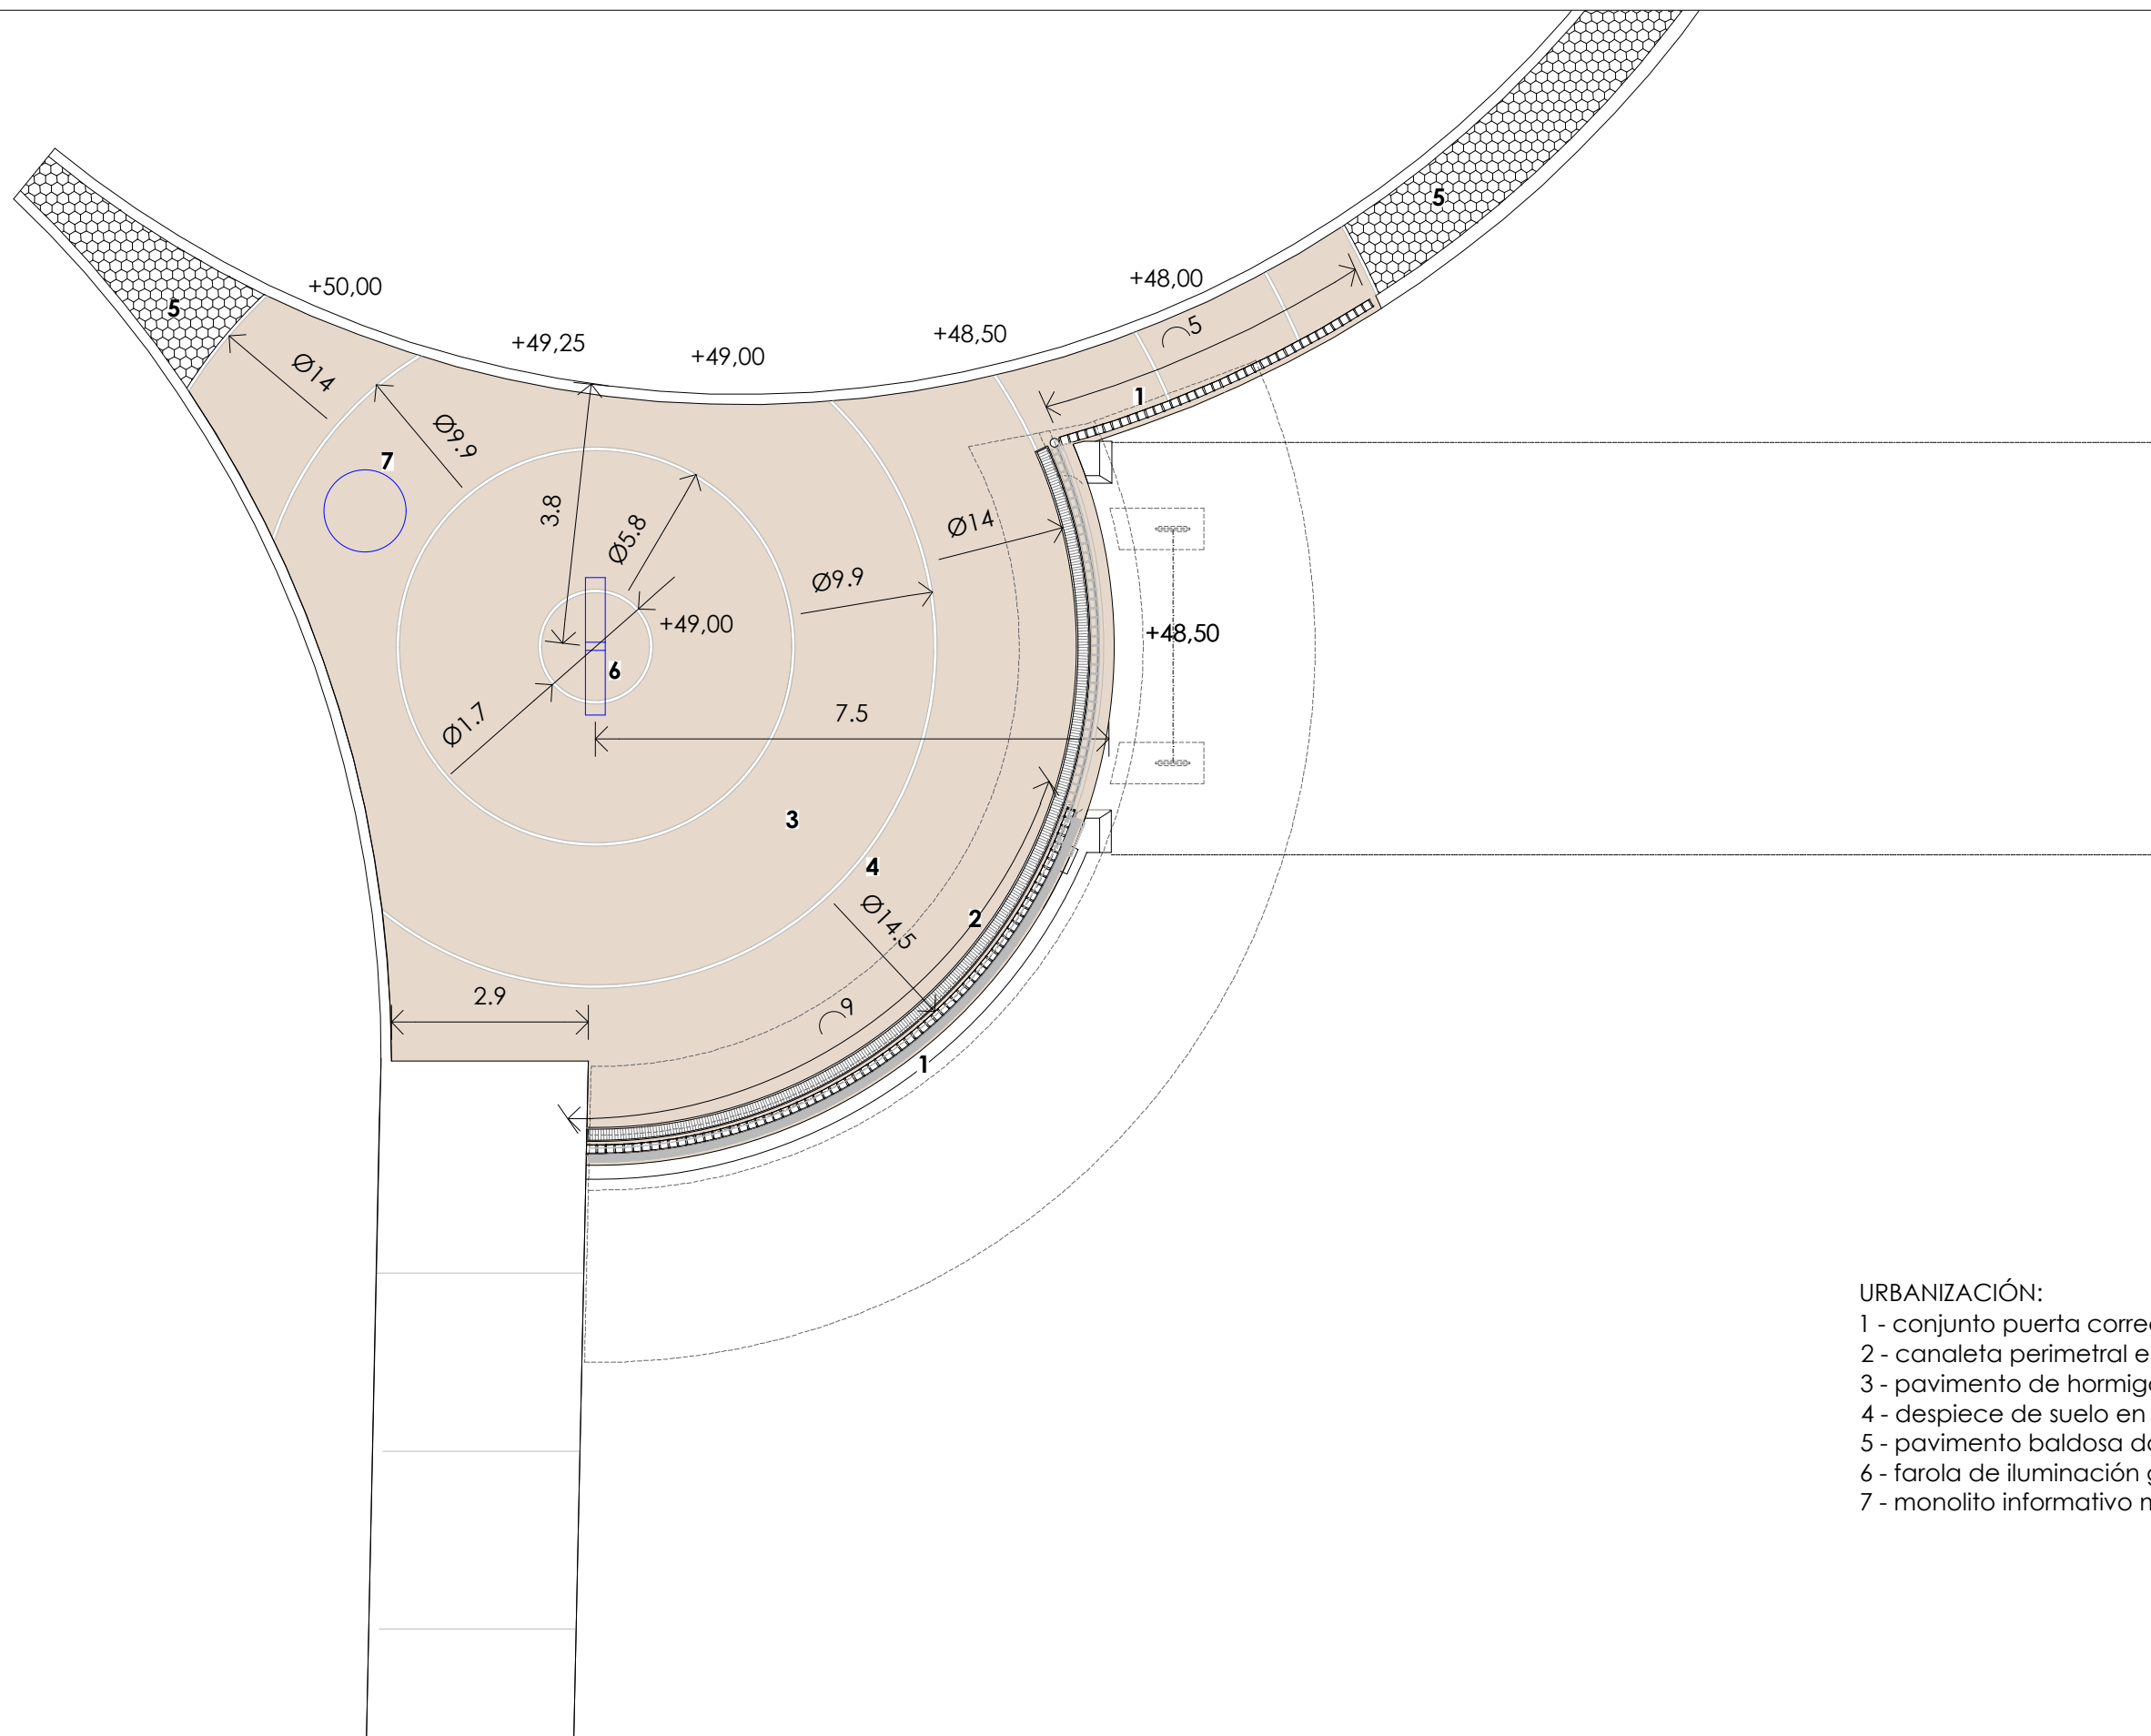 5
+48,00
+50,00
5
5
+48,50
+49,25
+49,00
Ø14
1
Ø9.9
7
3.8
Ø5.8
Ø14
Ø9.9
+49,00
+48,50
6
Ø1.7
7.5
3
4
Ø14.5
2
2.9
9
1
URBANIZACIÓN:
1 - conjunto puerta
2 - canaleta perimetral
3 - pavimento de
4 - despiece de suelo en
5 - pavimento baldosa
6 - farola de iluminación
7 - monolito informativo